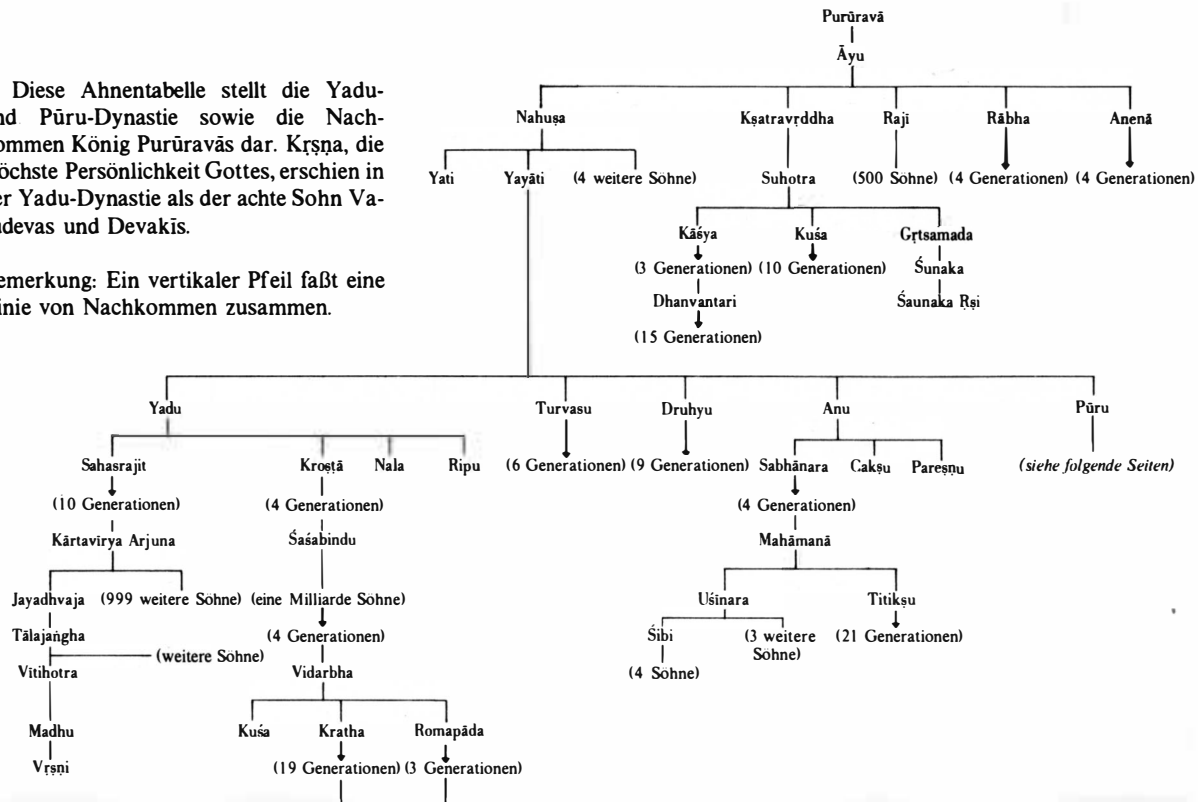 Purūravā
Āyu
Diese Ahnentabelle stellt die Yadu-
nd Pūru-Dynastie sowie die Nach-
ommen König Purūravās dar. Kṛṣṇa, die
öchste Persönlichkeit Gottes, erschien in
er Yadu-Dynastie als der achte Sohn Va-
udevas und Devakīs.
emerkung: Ein vertikaler Pfeil faßt eine
inie von Nachkommen zusammen.
Nahuṣa Kṣatravṛddha Raji Rābha Anenā
Yati Yayāti (4 weitere Söhne) Suhotra (500 Söhne) (4 Generationen) (4 Generationen)
Kāśya Kuśa Gṛtsamada
(3 Generationen) (10 Generationen) Śunaka
Dhanvantari Śaunaka Ṛṣi
(15 Generationen)
Yadu Turvasu Druhyu Anu Pūru
Sahasrajit Kroṣṭā Nala Ripu (6 Generationen) (9 Generationen) Sabhānara Cakṣu Pareṣṇu (siehe folgende Seiten)
(10 Generationen) (4 Generationen) (4 Generationen)
Kārtavīrya Arjuna Śaśabindu Mahāmanā
Jayadhvaja (999 weitere Söhne) (eine Milliarde Söhne) Uśīnara Titikṣu
Tālajaṅgha (4 Generationen) Śibi (3 weitere Söhne) (21 Generationen)
(weitere Söhne)
Vītihotra Vidarbha (4 Söhne)
Madhu Kuśa Kratha Romapāda
Vṛṣṇi (19 Generationen) (3 Generationen)